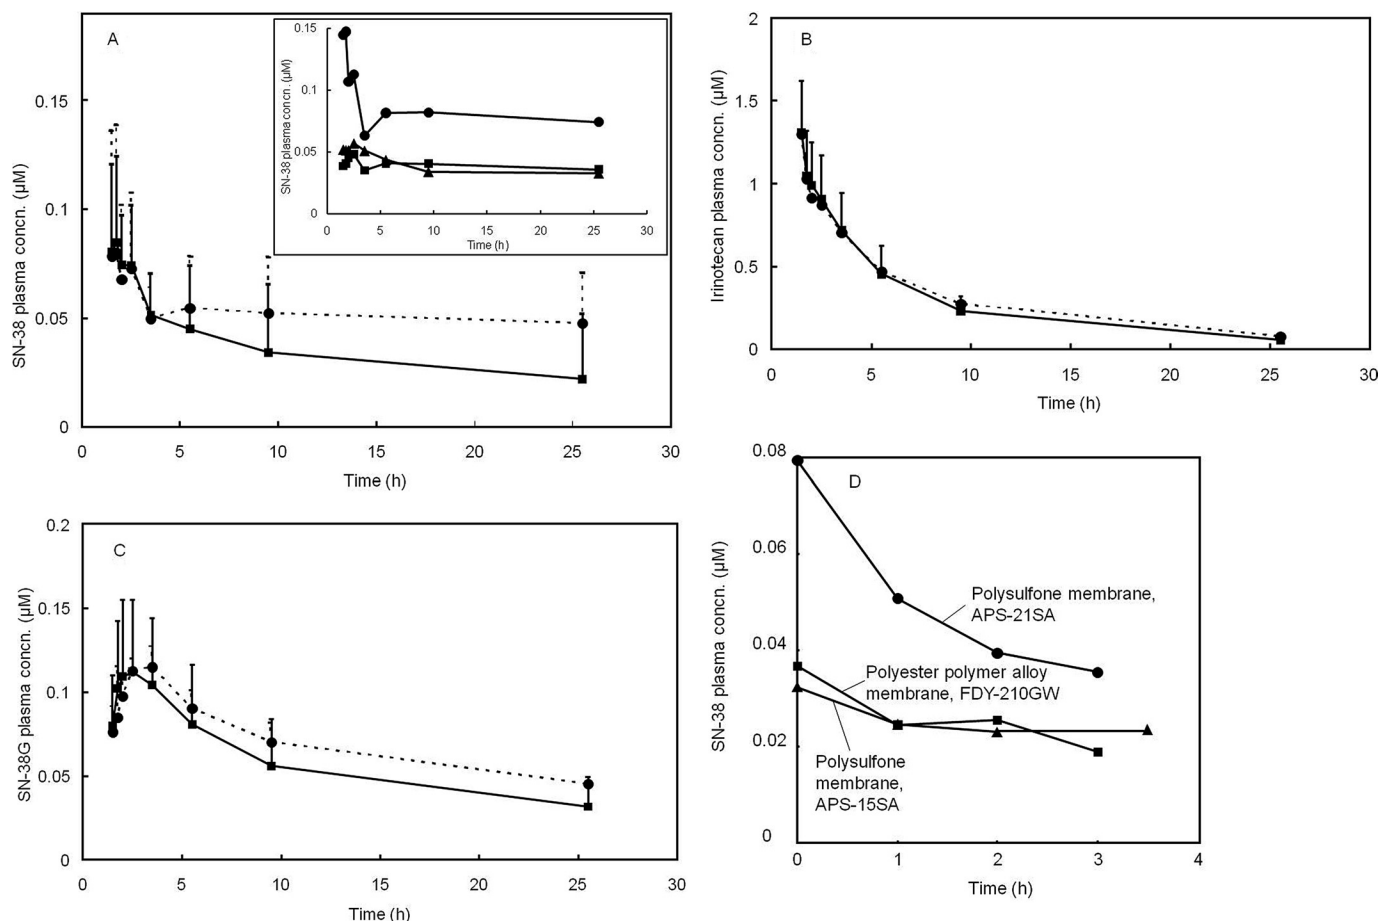 A
SN-38 plasma concn. (µM)
0.15
0.1
0.05
0
0 5 10 15 20 25 30
Time (h)
SN-38 plasma concn. (µM)
0.15
0.1
0.05
0
0 5 10 15 20 25 30
Time (h)
B
Irinotecan plasma concn. (µM)
2
1.5
1
0.5
0
0 5 10 15 20 25 30
Time (h)
C
SN-38G plasma concn. (µM)
0.2
0.15
0.1
0.05
0
0 5 10 15 20 25 30
Time (h)
D
SN-38 plasma concn. (µM)
0.08
0.06
0.04
0.02
0
Polysulfone membrane,
APS-21SA
Polyester polymer alloy
membrane, FDY-210GW
Polysulfone
membrane,
APS-15SA
0 1 2 3 4
Time (h)